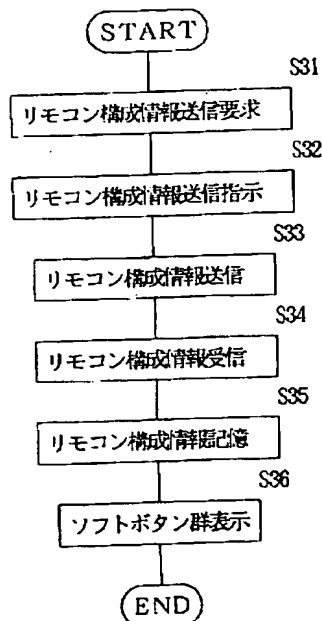 START
S31
リモコン構成情報送信要求
S32
リモコン構成情報送信指示
S33
リモコン構成情報送信
S34
リモコン構成情報受信
S35
リモコン構成情報記憶
S36
ソフトボタン群表示
END